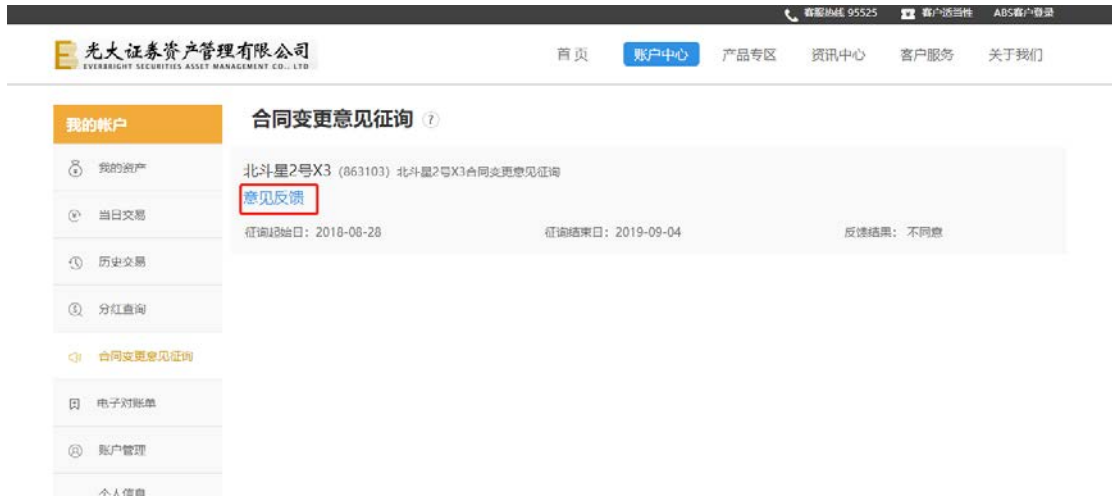 客服热线 95525 客户适当性 ABS客户登录
光大证券资产管理有限公司
EVERBRIGHT SECURITIES ASSET MANAGEMENT CO., LTD
首页 账户中心 产品专区 资讯中心 客户服务 关于我们
我的帐户
我的资产
当日交易
历史交易
分红查询
合同变更意见征询
电子对账单
账户管理
个人信息
合同变更意见征询 ?
北斗星2号X3 (863103) 北斗星2号X3合同变更意见征询
意见反馈
征询起始日: 2018-08-28 征询结束日: 2019-09-04 反馈结果: 不同意